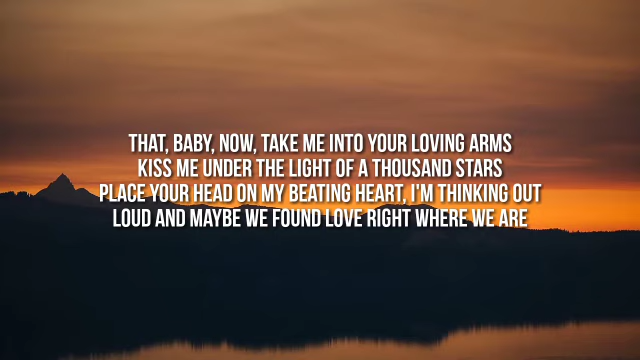 THAT, BABY, NOW, TAKE ME INTO YOUR LOVING ARMS
KISS ME UNDER THE LIGHT OF A THOUSAND STARS
PLACE YOUR HEAD ON MY BEATING HEART, I'M THINKING OUT
LOUD AND MAYBE WE FOUND LOVE RIGHT WHERE WE ARE